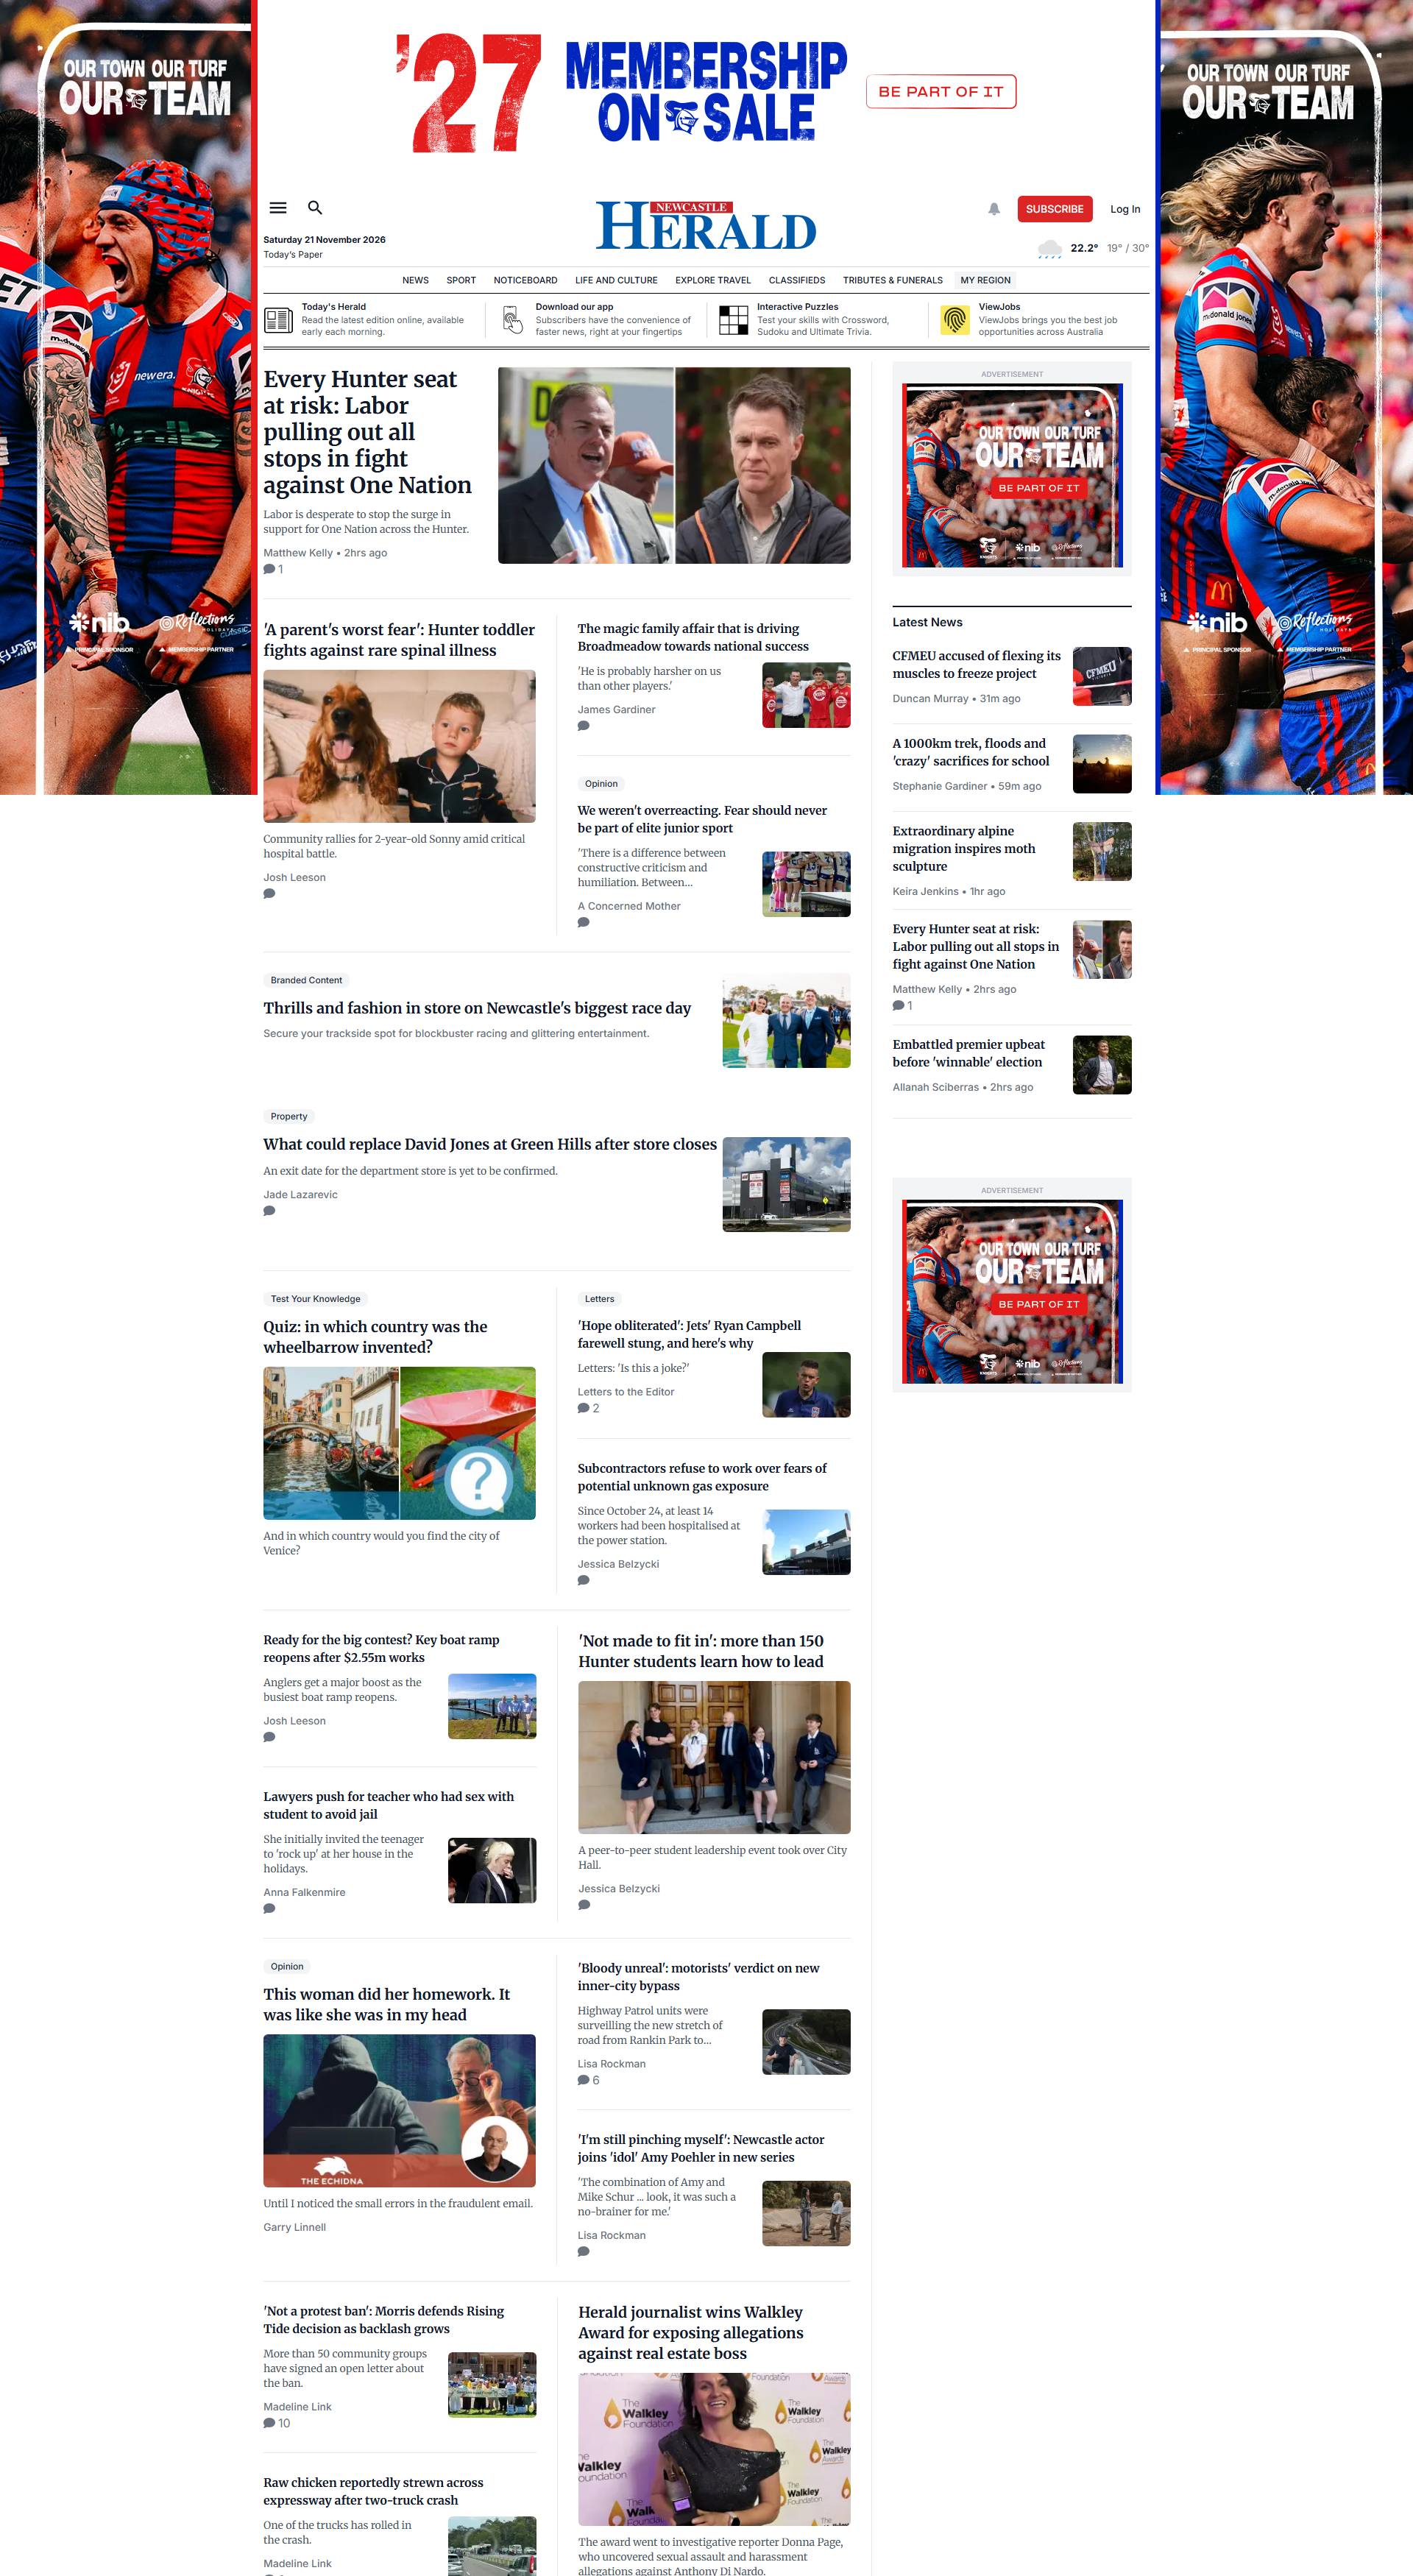 OUR TOWN OUR TURF
OUR TEAM
nib
PRINCIPAL SPONSOR
Reflections
HOLIDAYS
MEMBERSHIP PARTNER
newera.
KNIGHTS
CLASSIC
'27 MEMBERSHIP
ON SALE
BE PART OF IT
OUR TOWN OUR TURF
OUR TEAM
mcdonald jones
nib
PRINCIPAL SPONSOR
Reflections
HOLIDAYS
MEMBERSHIP PARTNER
NEWCASTLE
HERALD
SUBSCRIBE
Log In
Saturday 21 November 2026
Today's Paper
22.2° 19° / 30°
NEWS SPORT NOTICEBOARD LIFE AND CULTURE EXPLORE TRAVEL CLASSIFIEDS TRIBUTES & FUNERALS MY REGION
Today's Herald
Read the latest edition online, available
early each morning.
Download our app
Subscribers have the convenience of
faster news, right at your fingertips
Interactive Puzzles
Test your skills with Crossword,
Sudoku and Ultimate Trivia.
ViewJobs
ViewJobs brings you the best job
opportunities across Australia
Every Hunter seat
at risk: Labor
pulling out all
stops in fight
against One Nation
Labor is desperate to stop the surge in
support for One Nation across the Hunter.
Matthew Kelly • 2hrs ago
1
'A parent's worst fear': Hunter toddler
fights against rare spinal illness
Community rallies for 2-year-old Sonny amid critical
hospital battle.
Josh Leeson
The magic family affair that is driving
Broadmeadow towards national success
'He is probably harsher on us
than other players.'
James Gardiner
Opinion
We weren't overreacting. Fear should never
be part of elite junior sport
'There is a difference between
constructive criticism and
humiliation. Between...
A Concerned Mother
Branded Content
Thrills and fashion in store on Newcastle's biggest race day
Secure your trackside spot for blockbuster racing and glittering entertainment.
Property
What could replace David Jones at Green Hills after store closes
An exit date for the department store is yet to be confirmed.
Jade Lazarevic
Test Your Knowledge
Quiz: in which country was the
wheelbarrow invented?
?
And in which country would you find the city of
Venice?
Letters
'Hope obliterated': Jets' Ryan Campbell
farewell stung, and here's why
Letters: 'Is this a joke?'
Letters to the Editor
2
Subcontractors refuse to work over fears of
potential unknown gas exposure
Since October 24, at least 14
workers had been hospitalised at
the power station.
Jessica Belzycki
Ready for the big contest? Key boat ramp
reopens after $2.55m works
Anglers get a major boost as the
busiest boat ramp reopens.
Josh Leeson
Lawyers push for teacher who had sex with
student to avoid jail
She initially invited the teenager
to 'rock up' at her house in the
holidays.
Anna Falkenmire
'Not made to fit in': more than 150
Hunter students learn how to lead
A peer-to-peer student leadership event took over City
Hall.
Jessica Belzycki
Opinion
This woman did her homework. It
was like she was in my head
THE ECHIDNA
Until I noticed the small errors in the fraudulent email.
Garry Linnell
'Bloody unreal': motorists' verdict on new
inner-city bypass
Highway Patrol units were
surveilling the new stretch of
road from Rankin Park to...
Lisa Rockman
6
'I'm still pinching myself': Newcastle actor
joins 'idol' Amy Poehler in new series
'The combination of Amy and
Mike Schur ... look, it was such a
no-brainer for me.'
Lisa Rockman
'Not a protest ban': Morris defends Rising
Tide decision as backlash grows
More than 50 community groups
have signed an open letter about
the ban.
Madeline Link
10
Raw chicken reportedly strewn across
expressway after two-truck crash
One of the trucks has rolled in
the crash.
Madeline Link
Herald journalist wins Walkley
Award for exposing allegations
against real estate boss
The
Walkley
Foundation
The award went to investigative reporter Donna Page,
who uncovered sexual assault and harassment
allegations against Anthony Di Nardo.
ADVERTISEMENT
OUR TOWN OUR TURF
OUR TEAM
BE PART OF IT
nib
Reflections
Latest News
CFMEU accused of flexing its
muscles to freeze project
Duncan Murray • 31m ago
CFMEU
A 1000km trek, floods and
'crazy' sacrifices for school
Stephanie Gardiner • 59m ago
Extraordinary alpine
migration inspires moth
sculpture
Keira Jenkins • 1hr ago
Every Hunter seat at risk:
Labor pulling out all stops in
fight against One Nation
Matthew Kelly • 2hrs ago
1
Embattled premier upbeat
before 'winnable' election
Allanah Sciberras • 2hrs ago
ADVERTISEMENT
OUR TOWN OUR TURF
OUR TEAM
BE PART OF IT
nib
Reflections